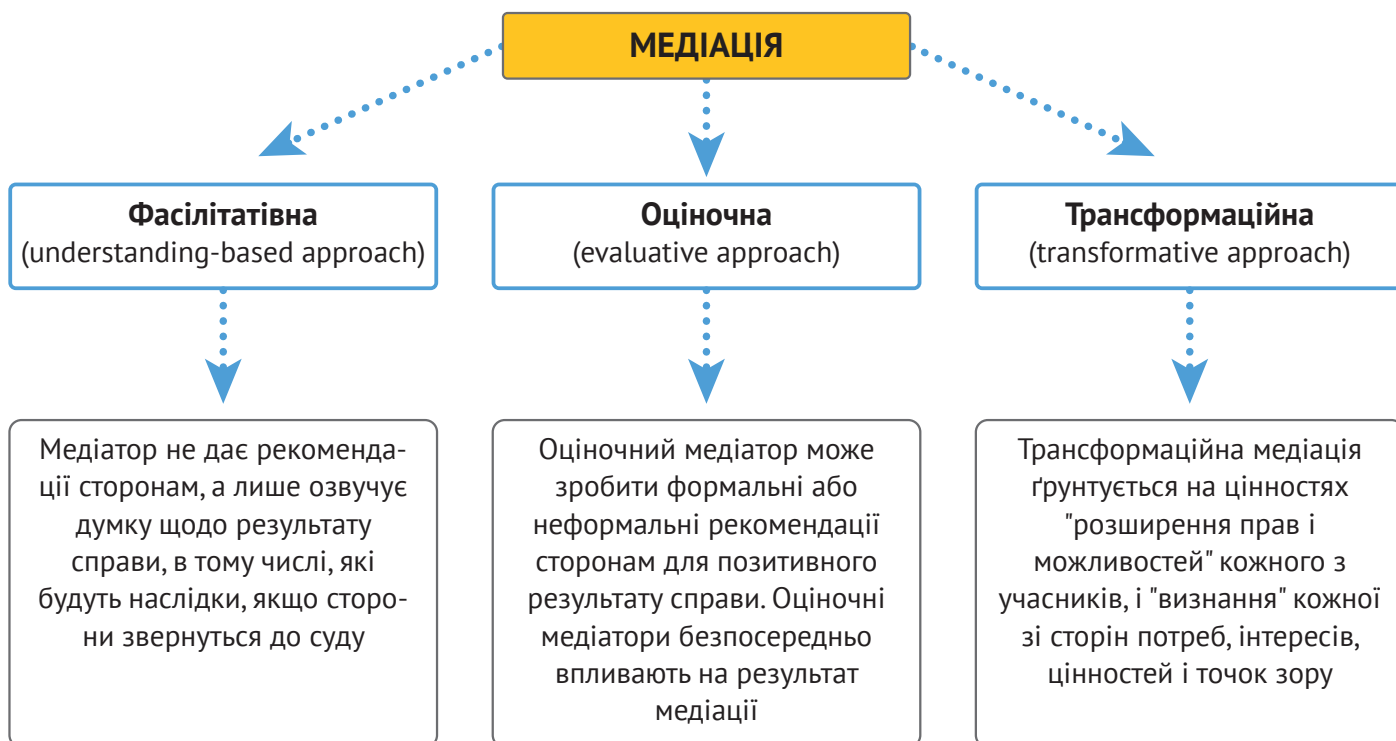 МЕДІАЦІЯ
Фасілітатівна
(understanding-based approach)
Оціночна
(evaluative approach)
Трансформаційна
(transformative approach)
Медіатор не дає рекоменда-
ції сторонам, а лише озвучує
думку щодо результату
справи, в тому числі, які
будуть наслідки, якщо сторо-
ни звернуться до суду
Оціночний медіатор може
зробити формальні або
неформальні рекомендації
сторонам для позитивного
результату справи. Оціночні
медіатори безпосередньо
впливають на результат
медіації
Трансформаційна медіація
ґрунтується на цінностях
"розширення прав і
можливостей" кожного з
учасників, і "визнання" кожної
зі сторін потреб, інтересів,
цінностей і точок зору